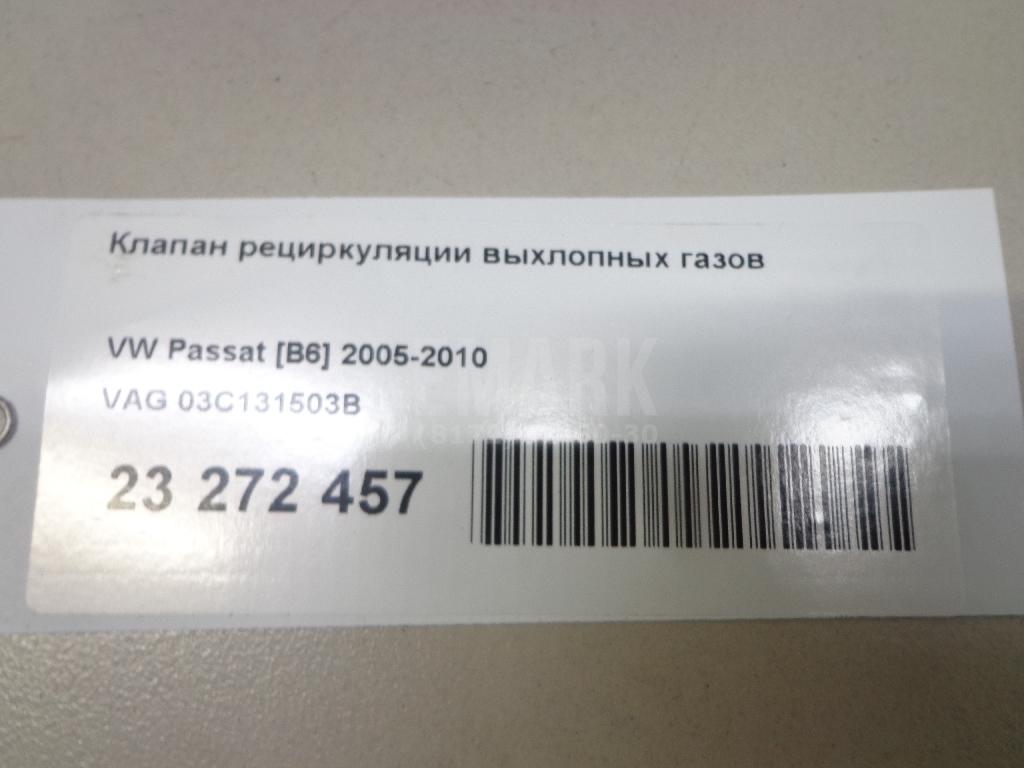 Клапан рециркуляции выхлопных газов
VW Passat [B6] 2005-2010
VAG 03C131503B
23 272 457